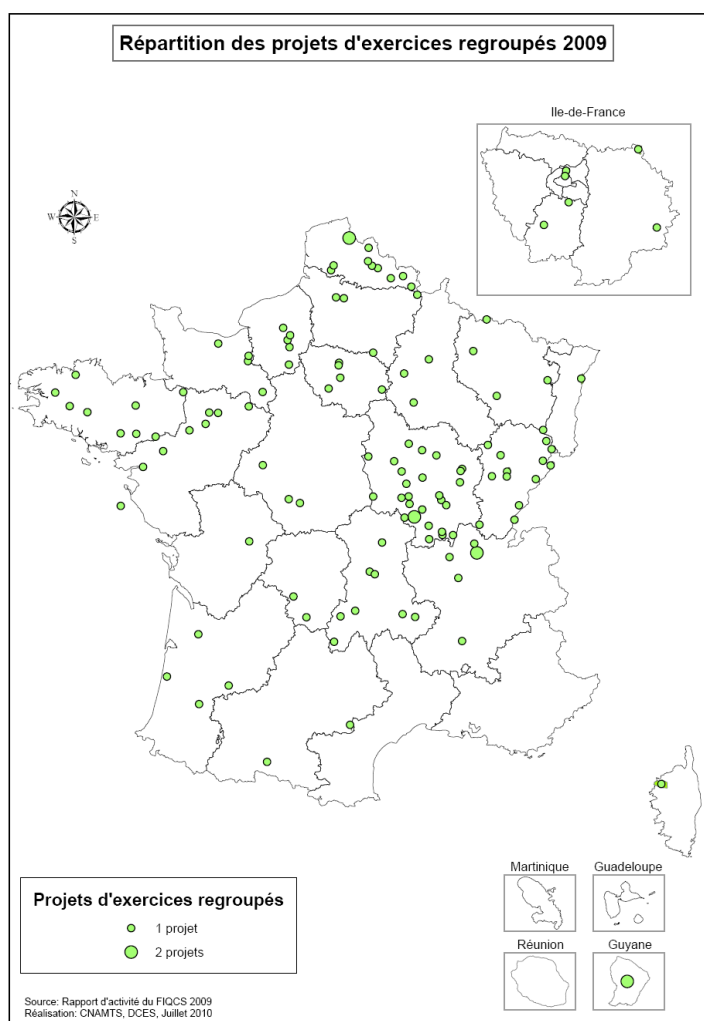 Répartition des projets d'exercices regroupés 2009
Ile-de-France
N
W E
S
Martinique Guadeloupe
Réunion Guyane
Projets d'exercices regroupés
1 projet
2 projets
Source: Rapport d'activité du FIQCS 2009
Réalisation: CNAMTS, DCES, Juillet 2010